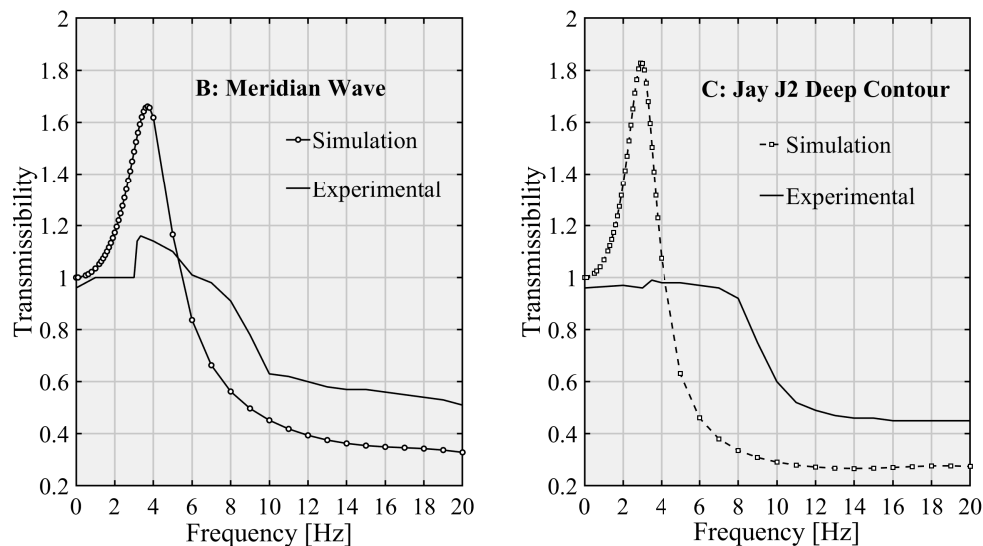 2
1.8
1.6
1.4
1.2
1
0.8
0.6
0.4
0.2
Transmissibility
B: Meridian Wave
Simulation
Experimental
0 2 4 6 8 10 12 14 16 18 20
Frequency [Hz]
2
1.8
1.6
1.4
1.2
1
0.8
0.6
0.4
0.2
Transmissibility
C: Jay J2 Deep Contour
Simulation
Experimental
0 2 4 6 8 10 12 14 16 18 20
Frequency [Hz]